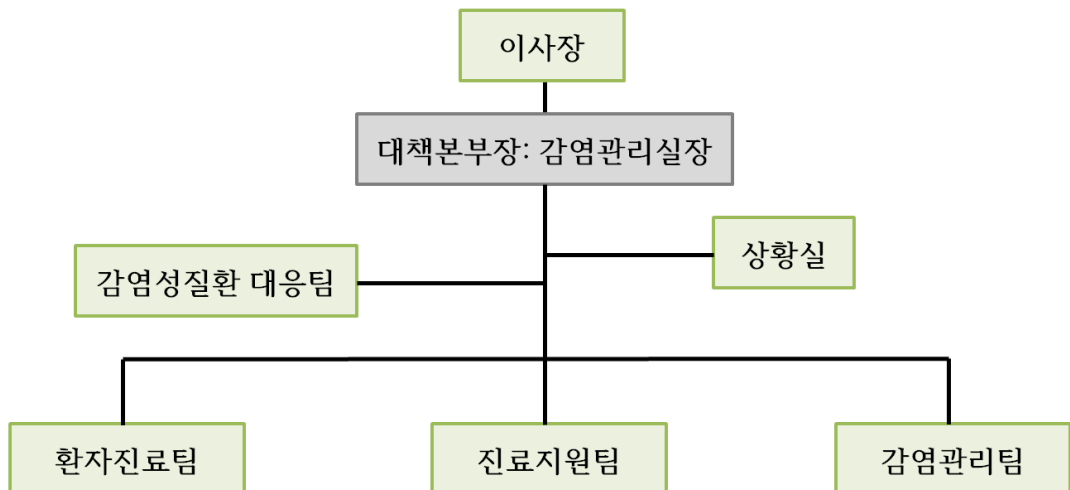 이사장
대책본부장: 감염관리실장
상황실
감염성질환 대응팀
환자진료팀
진료지원팀
감염관리팀